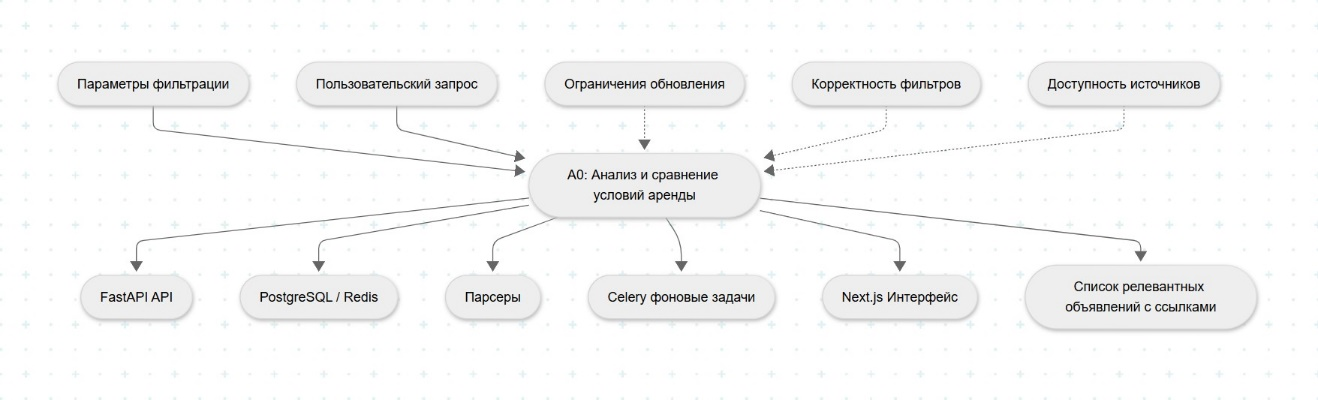 Параметры фильтрации
Пользовательский запрос
Ограничения обновления
Корректность фильтров
Доступность источников
А0: Анализ и сравнение
условий аренды
FastAPI API
PostgreSQL / Redis
Парсеры
Celery фоновые задачи
Next.js Интерфейс
Список релевантных
объявлений с ссылками